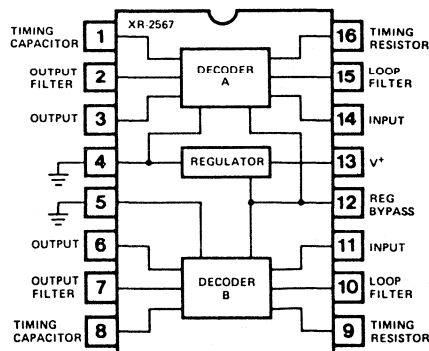 XR-2567
TIMING
CAPACITOR
1
16
TIMING
RESISTOR
OUTPUT
FILTER
2
DECODER
A
15
LOOP
FILTER
OUTPUT
3
14
INPUT
4
REGULATOR
13
V+
5
12
REG
BYPASS
OUTPUT
6
11
INPUT
OUTPUT
FILTER
7
DECODER
B
10
LOOP
FILTER
TIMING
CAPACITOR
8
9
TIMING
RESISTOR